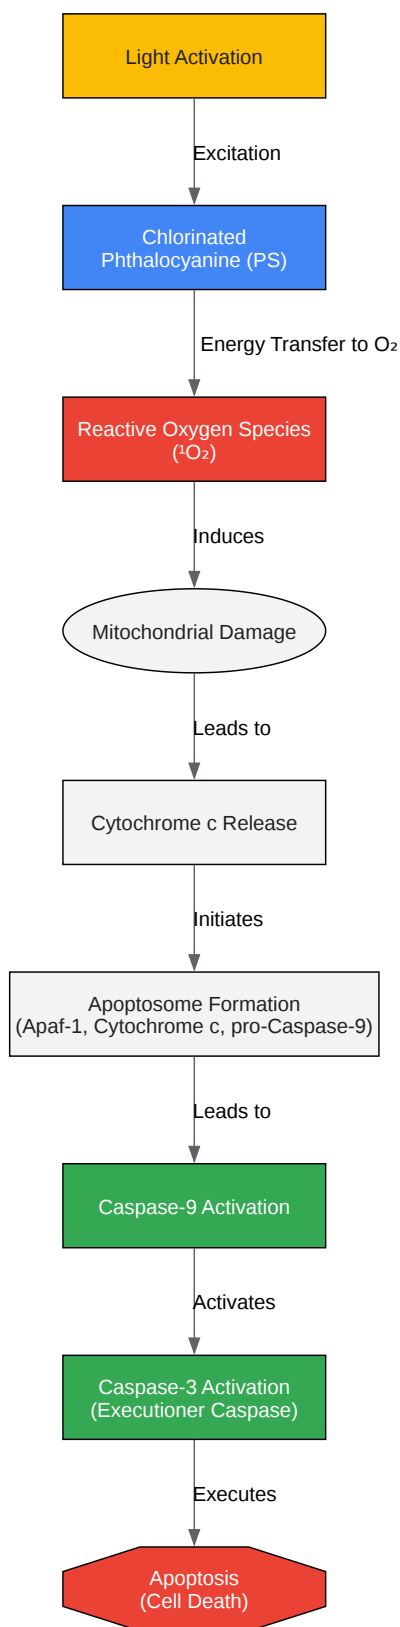 Light Activation
Excitation
Chlorinated
Phthalocyanine (PS)
Energy Transfer to O₂
Reactive Oxygen Species
(¹O₂)
Induces
Mitochondrial Damage
Leads to
Cytochrome c Release
Initiates
Apoptosome Formation
(Apaf-1, Cytochrome c, pro-Caspase-9)
Leads to
Caspase-9 Activation
Activates
Caspase-3 Activation
(Executioner Caspase)
Executes
Apoptosis
(Cell Death)